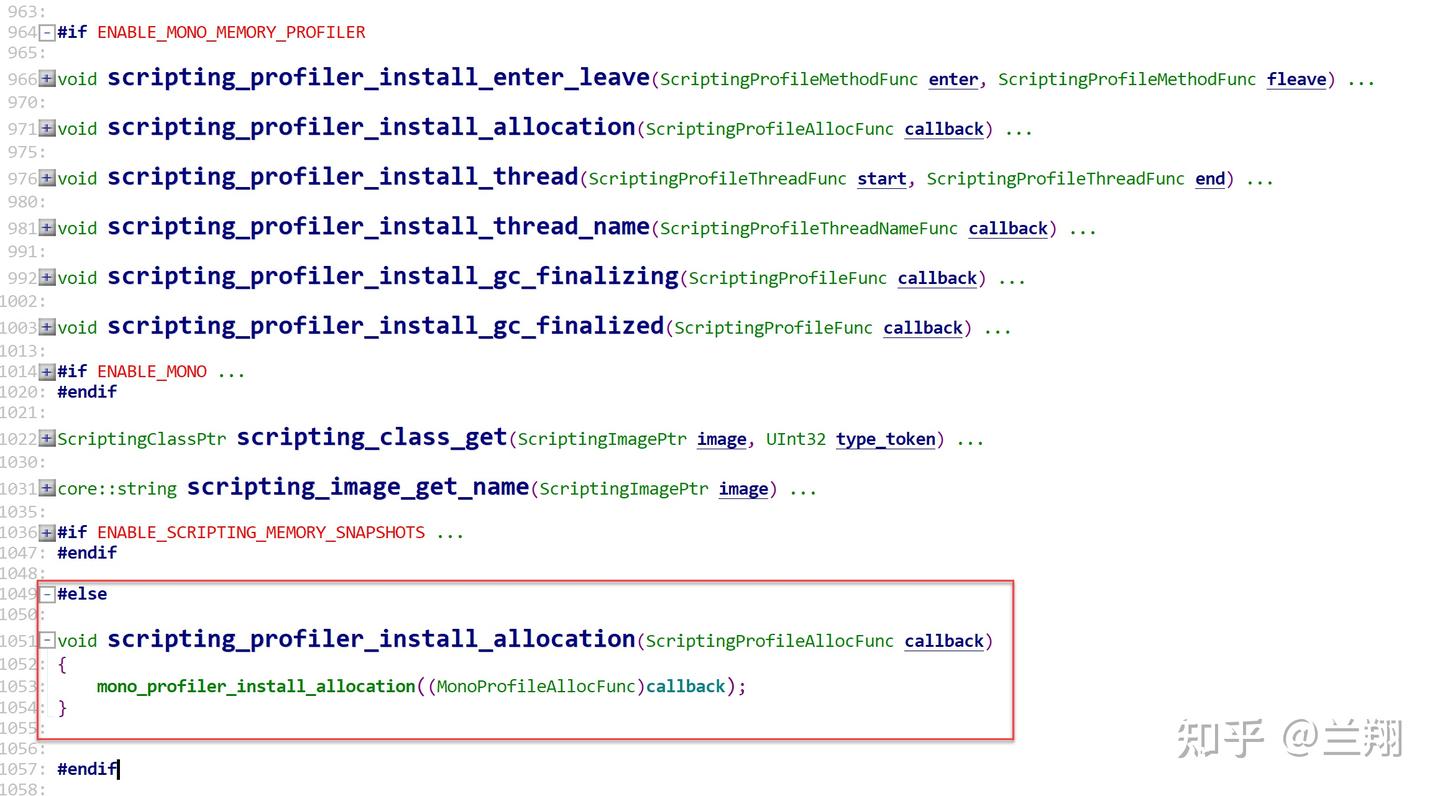 963:
964 - #if ENABLE_MONO_MEMORY_PROFILER
965:
966 + void scripting_profiler_install_enter_leave(ScriptingProfileMethodFunc enter, ScriptingProfileMethodFunc fleave) ...
970:
971 + void scripting_profiler_install_allocation(ScriptingProfileAllocFunc callback) ...
975:
976 + void scripting_profiler_install_thread(ScriptingProfileThreadFunc start, ScriptingProfileThreadFunc end) ...
980:
981 + void scripting_profiler_install_thread_name(ScriptingProfileThreadNameFunc callback) ...
991:
992 + void scripting_profiler_install_gc_finalizing(ScriptingProfileFunc callback) ...
1002:
1003 + void scripting_profiler_install_gc_finalized(ScriptingProfileFunc callback) ...
1013:
1014 + #if ENABLE_MONO ...
1020: #endif
1021:
1022 + ScriptingClassPtr scripting_class_get(ScriptingImagePtr image, UInt32 type_token) ...
1030:
1031 + core::string scripting_image_get_name(ScriptingImagePtr image) ...
1035:
1036 + #if ENABLE_SCRIPTING_MEMORY_SNAPSHOTS ...
1047: #endif
1048:
1049 - #else
1050:
1051 - void scripting_profiler_install_allocation(ScriptingProfileAllocFunc callback)
1052: {
1053: mono_profiler_install_allocation((MonoProfileAllocFunc)callback);
1054: }
1055:
1056:
1057: #endif
1058:
知乎 @兰翔